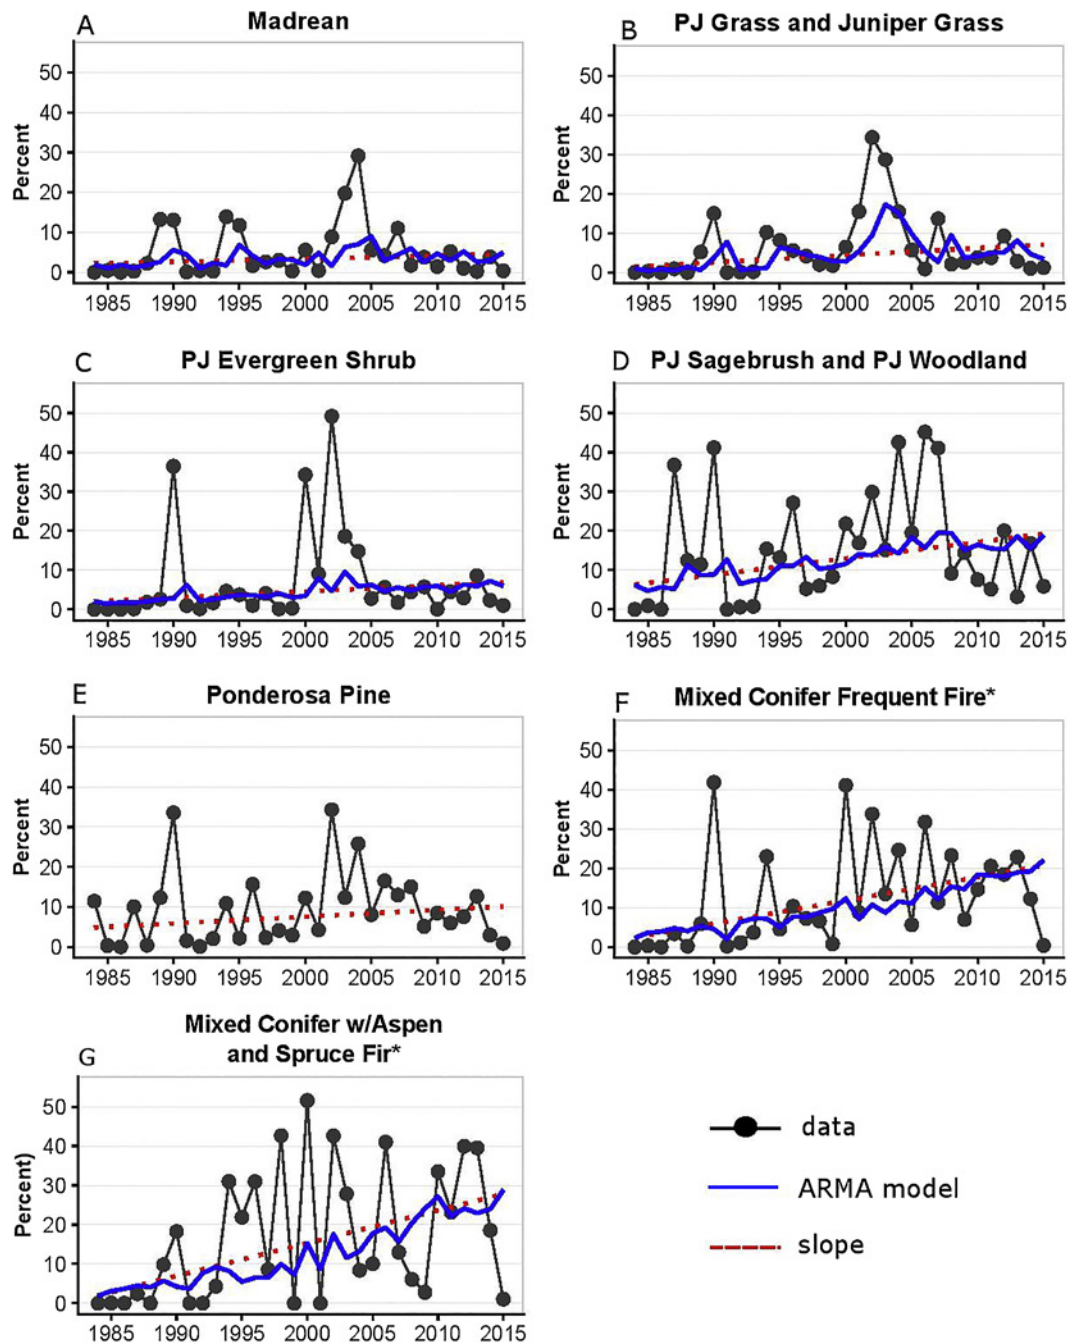 A
Madrean
Percent
50
40
30
20
10
0
1985 1990 1995 2000 2005 2010 2015
B
PJ Grass and Juniper Grass
Percent
50
40
30
20
10
0
1985 1990 1995 2000 2005 2010 2015
C
PJ Evergreen Shrub
Percent
50
40
30
20
10
0
1985 1990 1995 2000 2005 2010 2015
D
PJ Sagebrush and PJ Woodland
Percent
50
40
30
20
10
0
1985 1990 1995 2000 2005 2010 2015
E
Ponderosa Pine
Percent
50
40
30
20
10
0
1985 1990 1995 2000 2005 2010 2015
F
Mixed Conifer Frequent Fire*
Percent
50
40
30
20
10
0
1985 1990 1995 2000 2005 2010 2015
G
Mixed Conifer w/Aspen
and Spruce Fir*
Percent)
50
40
30
20
10
0
1985 1990 1995 2000 2005 2010 2015
data
ARMA model
slope